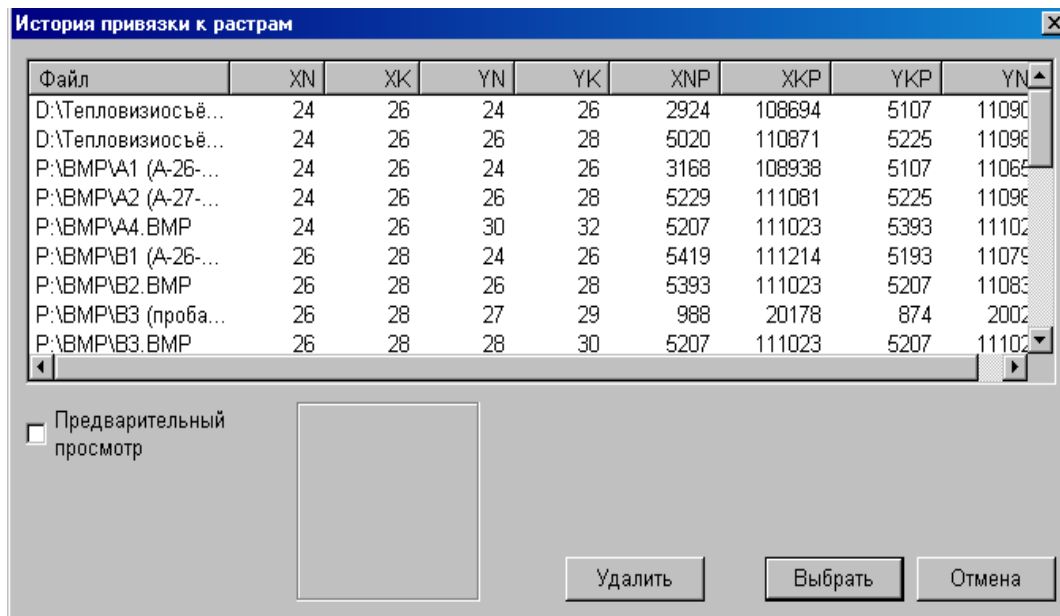 История привязки к растрам
Файл XN XK YN YK XNP XKP YKP YN
D:\Тепловизиосъё... 24 26 24 26 2924 108694 5107
D:\Тепловизиосъё... 24 26 26 28 5020 110871 5225
P:\BMP\A1 (A-26-... 24 26 24 26 3168 108938 5107
P:\BMP\A2 (A-27-... 24 26 26 28 5229 111081 5225
P:\BMP\A4.BMP 24 26 30 32 5207 111023 5393 11102
P:\BMP\B1 (A-26-... 26 28 24 26 5419 111214 5193
P:\BMP\B2.BMP 26 28 26 28 5393 111023 5207
P:\BMP\B3 (проба... 26 28 27 29 988 20178 874 2002
P:\BMP\B3.BMP 26 28 28 30 5207 111023 5207 11102
Предварительный
просмотр
Удалить Выбрать Отмена